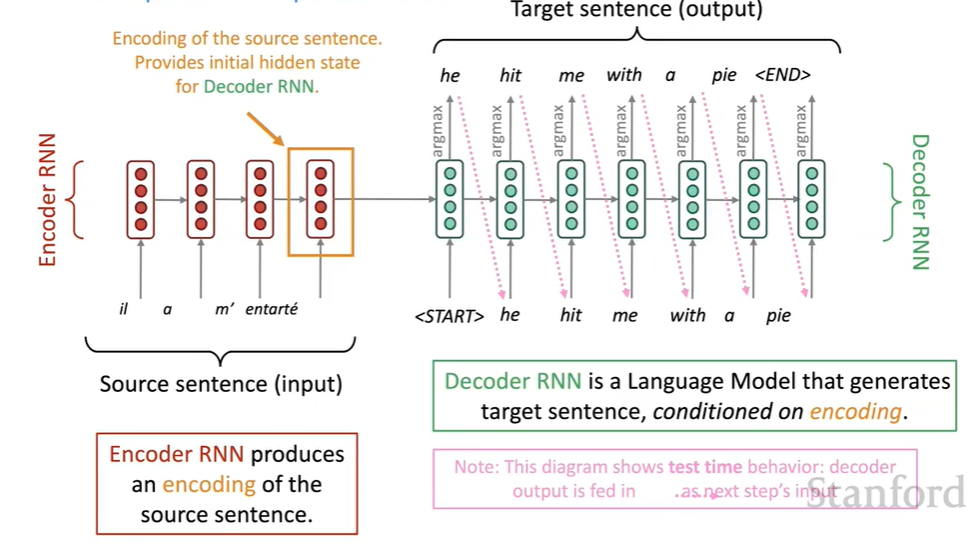 Target sentence (output)
Encoding of the source sentence.
Provides initial hidden state
for Decoder RNN.
he hit me with a pie <END>
argmax argmax argmax argmax argmax argmax argmax
Encoder RNN
Decoder RNN
il a m’ entarté
<START> he hit me with a pie
Source sentence (input)
Decoder RNN is a Language Model that generates
target sentence, conditioned on encoding.
Encoder RNN produces
an encoding of the
source sentence.
Note: This diagram shows test time behavior: decoder
output is fed in as next step’s input
Stanford